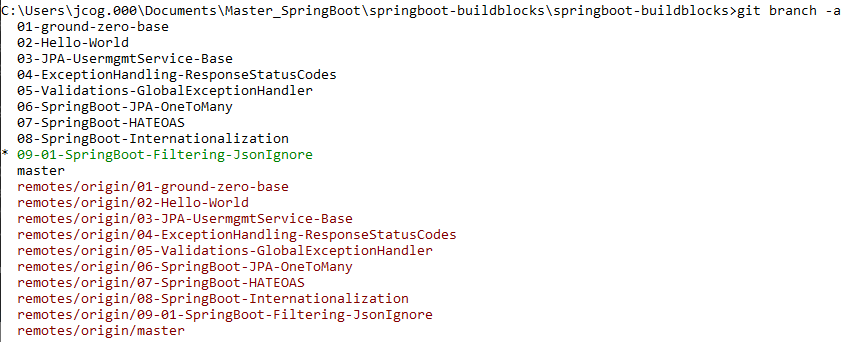 C:\Users\jcog.000\Documents\Master_SpringBoot\springboot-buildblocks\springboot-buildblocks>git branch -a
01-ground-zero-base
02-Hello-World
03-JPA-UsermgmtService-Base
04-ExceptionHandling-ResponseStatusCodes
05-Validations-GlobalExceptionHandler
06-SpringBoot-JPA-OneToMany
07-SpringBoot-HATEOAS
08-SpringBoot-Internationalization
* 09-01-SpringBoot-Filtering-JsonIgnore
master
remotes/origin/01-ground-zero-base
remotes/origin/02-Hello-World
remotes/origin/03-JPA-UsermgmtService-Base
remotes/origin/04-ExceptionHandling-ResponseStatusCodes
remotes/origin/05-Validations-GlobalExceptionHandler
remotes/origin/06-SpringBoot-JPA-OneToMany
remotes/origin/07-SpringBoot-HATEOAS
remotes/origin/08-SpringBoot-Internationalization
remotes/origin/09-01-SpringBoot-Filtering-JsonIgnore
remotes/origin/master